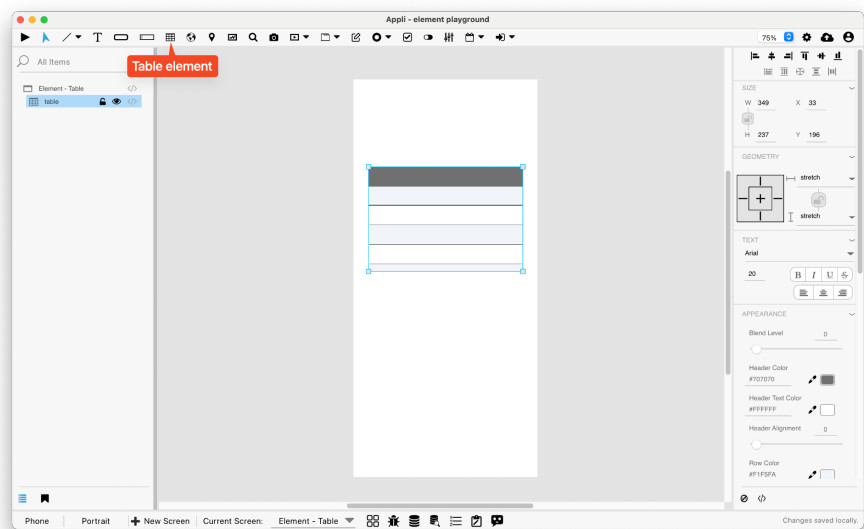 Appli - element playground
T
75%
Table element
All Items
Element - Table
table
SIZE
W 349 X 33
H 237 Y 196
GEOMETRY
stretch
stretch
TEXT
Arial
20 B I U S
APPEARANCE
Blend Level 0
Header Color
#707070
Header Text Color
#FFFFFF
Header Alignment 0
Row Color
#F1F5FA
Phone Portrait New Screen Current Screen: Element - Table Changes saved locally.